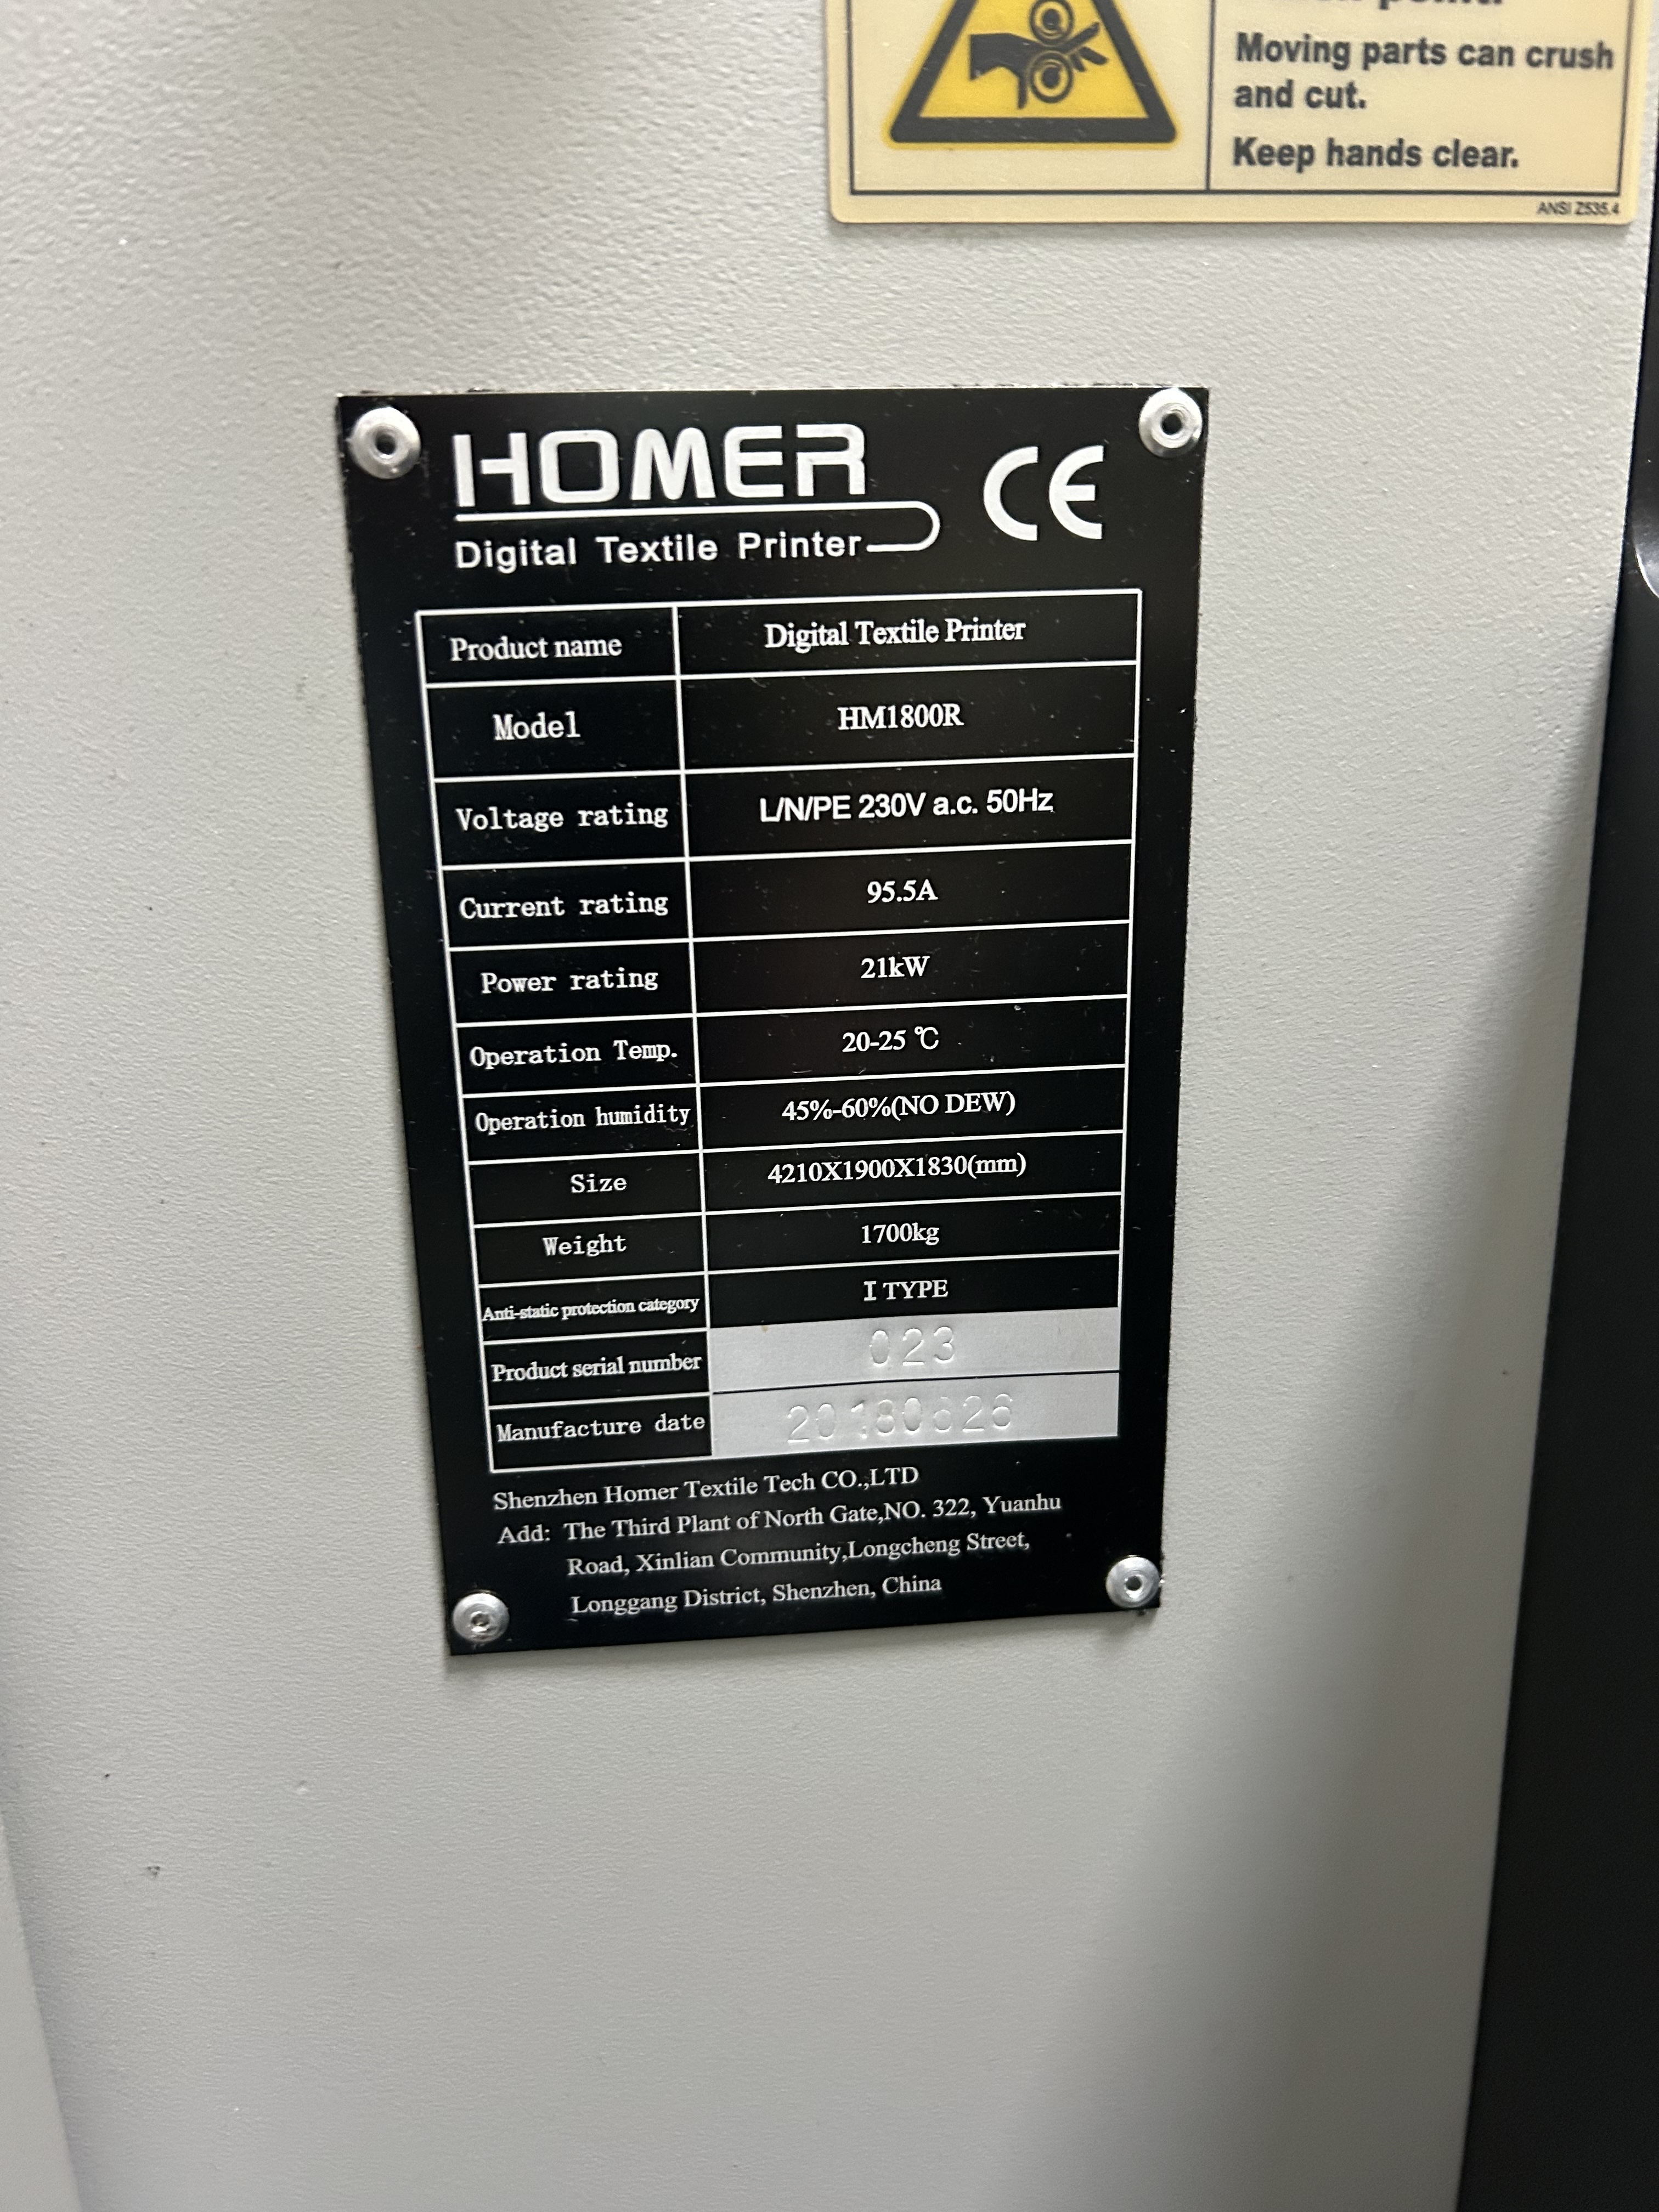 Moving parts can crush
and cut.
Keep hands clear.
ANSI Z535.4
HOMER
CE
Digital Textile Printer
Product name Digital Textile Printer
Model HM1800R
Voltage rating L/N/PE 230V a.c. 50Hz
Current rating 95.5A
Power rating 21kW
Operation Temp. 20-25 ℃
Operation humidity 45%-60%(NO DEW)
Size 4210X1900X1830(mm)
Weight 1700kg
Anti-static protection category I TYPE
Product serial number 023
Manufacture date 20180626
Shenzhen Homer Textile Tech CO.,LTD
Add: The Third Plant of North Gate,NO. 322, Yuanhu
Road, Xinlian Community,Longcheng Street,
Longgang District, Shenzhen, China